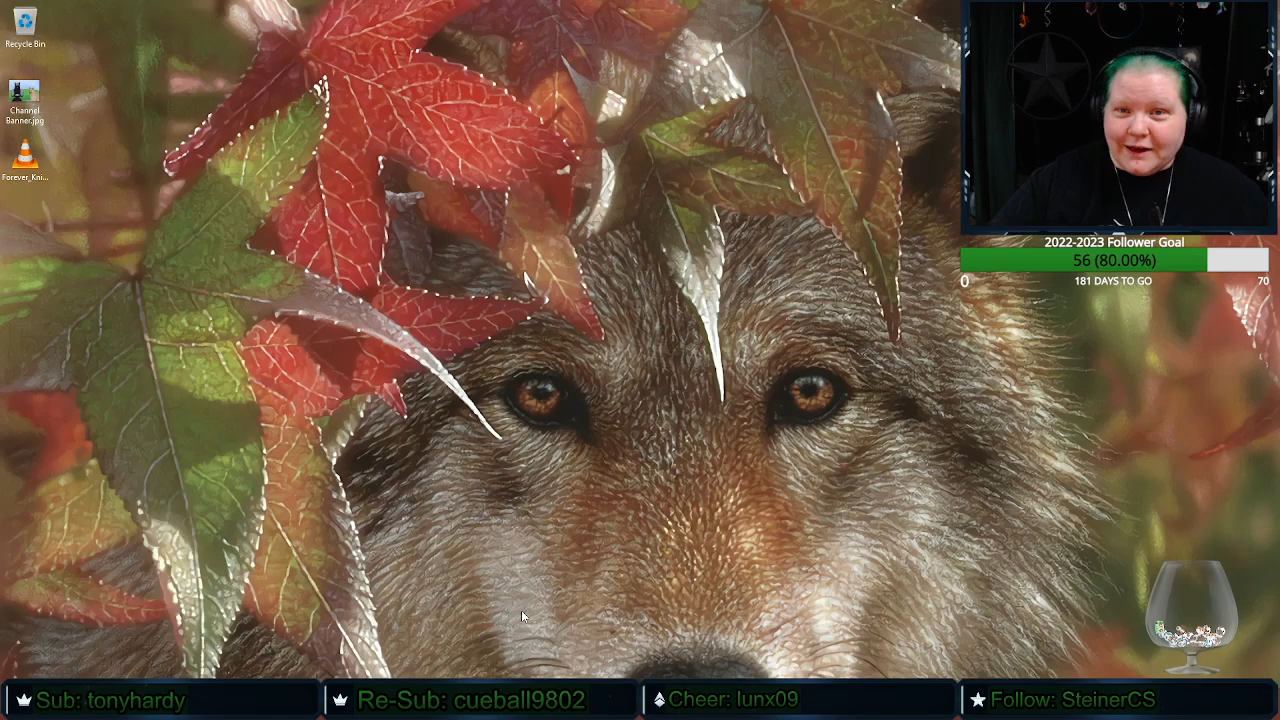 Recycle Bin
Channel
Banner.jpg
Forever_Kni...
2022-2023 Follower Goal
56 (80.00%)
0
181 DAYS TO GO
70
Sub: tonyhardy
Re-Sub: cueball9802
Cheer: lunx09
Follow: SteinerCS